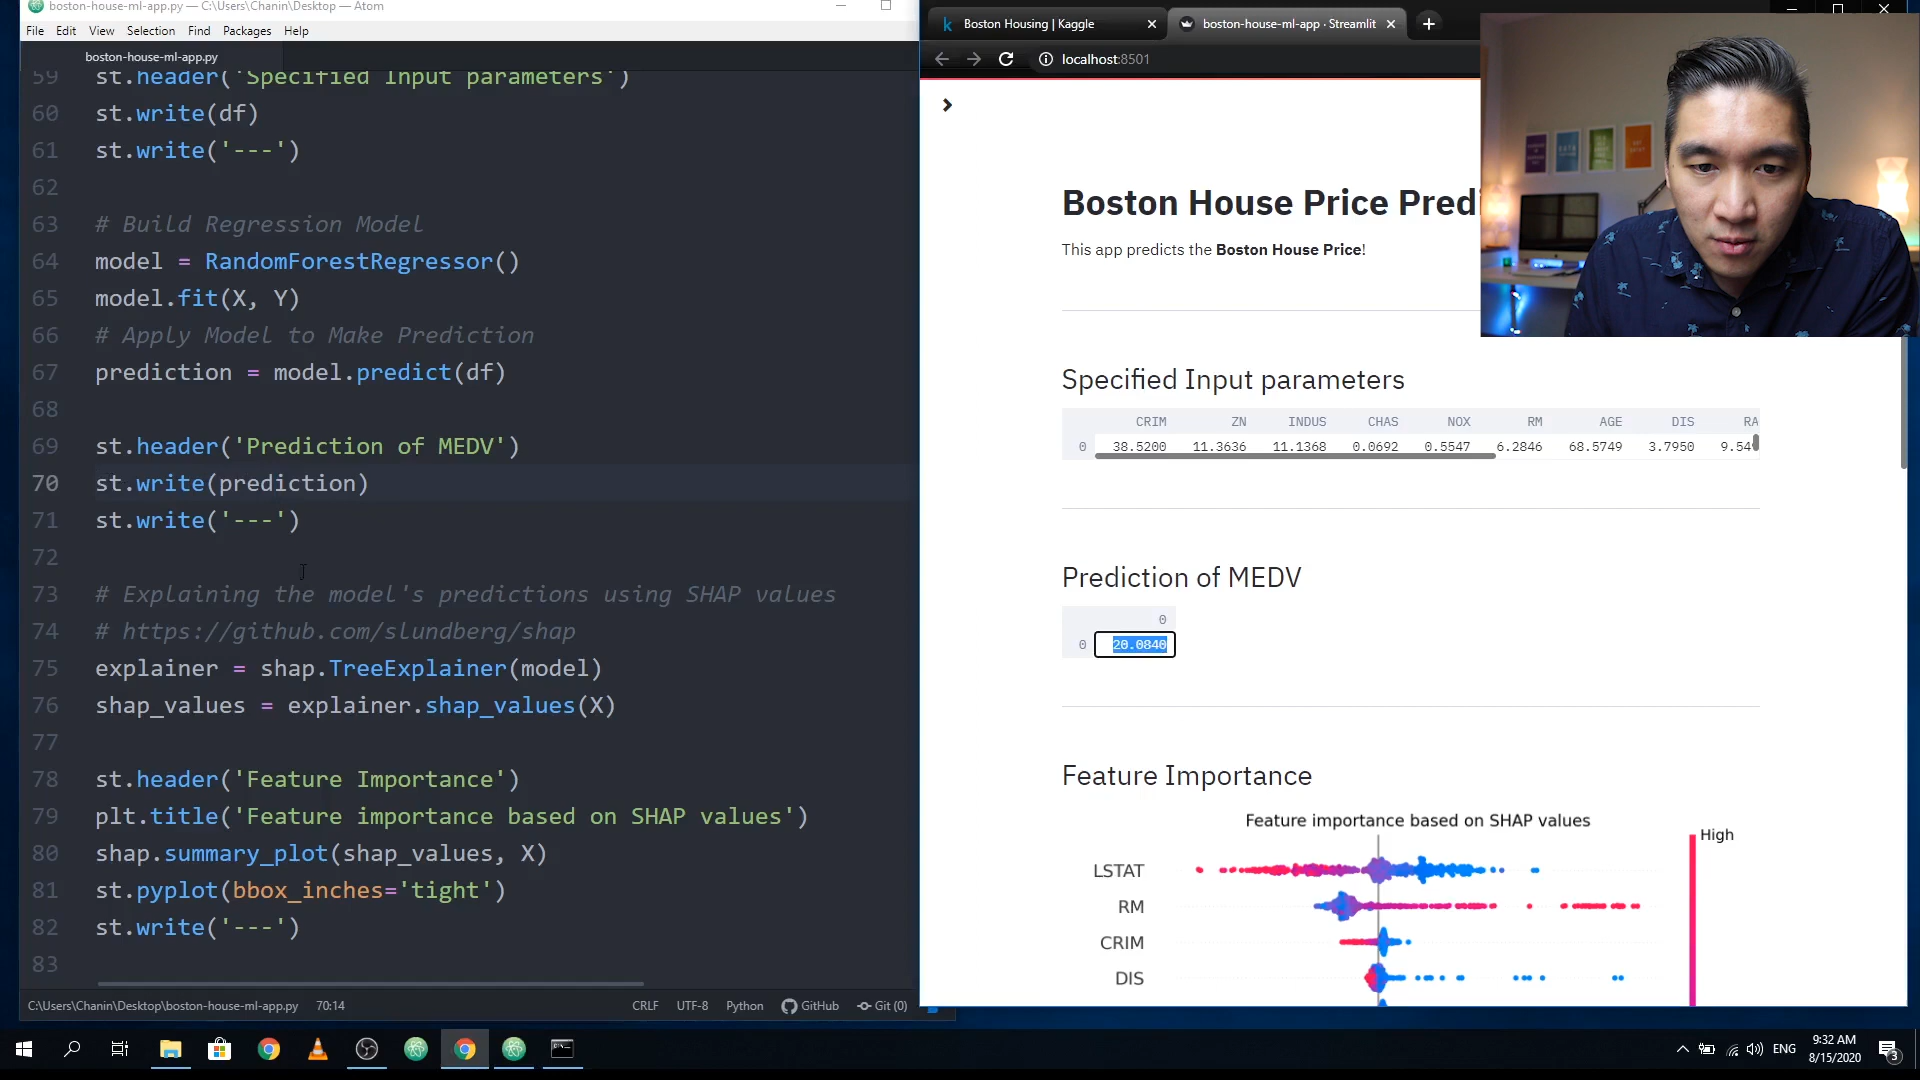 boston-house-ml-app.py — C:\Users\Chanin\Desktop — Atom
File Edit View Selection Find Packages Help
boston-house-ml-app.py
59 st.header('Specified Input parameters')
60 st.write(df)
61 st.write('---')
62
63 # Build Regression Model
64 model = RandomForestRegressor()
65 model.fit(X, Y)
66 # Apply Model to Make Prediction
67 prediction = model.predict(df)
68
69 st.header('Prediction of MEDV')
70 st.write(prediction)
71 st.write('---')
72
73 # Explaining the model's predictions using SHAP values
74 # https://github.com/slundberg/shap
75 explainer = shap.TreeExplainer(model)
76 shap_values = explainer.shap_values(X)
77
78 st.header('Feature Importance')
79 plt.title('Feature importance based on SHAP values')
80 shap.summary_plot(shap_values, X)
81 st.pyplot(bbox_inches='tight')
82 st.write('---')
83
C:\Users\Chanin\Desktop\boston-house-ml-app.py 70:14 CRLF UTF-8 Python GitHub Git (0)
Boston Housing | Kaggle
boston-house-ml-app · Streamlit
localhost:8501
Boston House Price Predi
This app predicts the Boston House Price!
Specified Input parameters
CRIM ZN INDUS CHAS NOX RM AGE DIS RA
0 38.5200 11.3636 11.1368 0.0692 0.5547 6.2846 68.5749 3.7950 9.549
Prediction of MEDV
0
0 20.0840
Feature Importance
Feature importance based on SHAP values
High
LSTAT
RM
CRIM
DIS
ENG
9:32 AM
8/15/2020
3